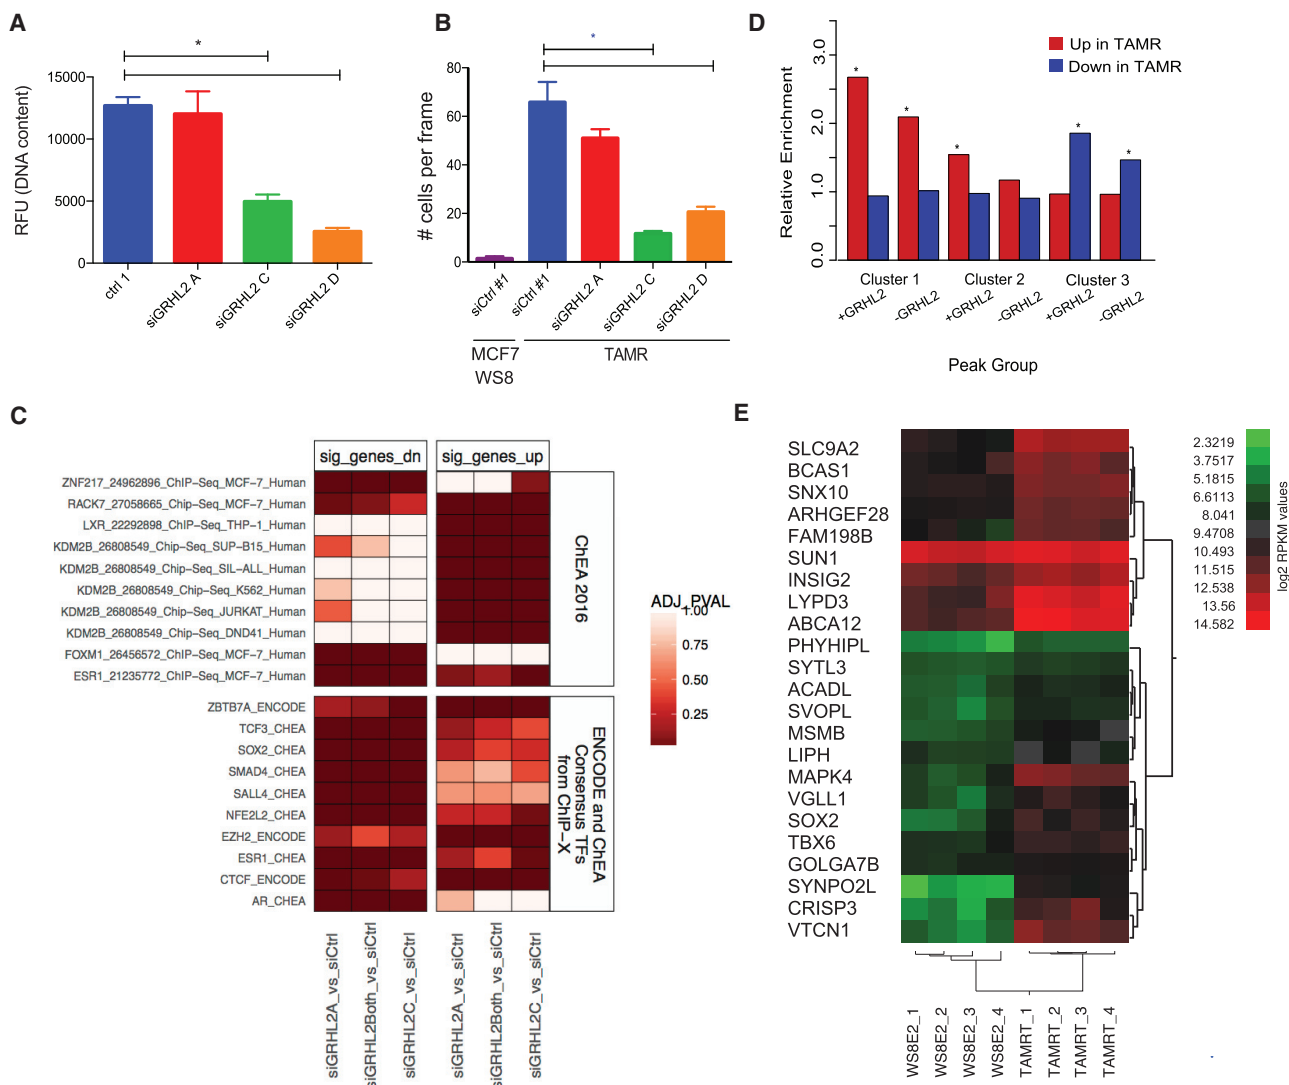 A
*
RFU (DNA content)
15000
10000
5000
0
ctrl 1
siGRHL2 A
siGRHL2 C
siGRHL2 D
B
*
# cells per frame
80
60
40
20
0
siCtrl #1
siCtrl #1
siGRHL2 A
siGRHL2 C
siGRHL2 D
MCF7
WS8
TAMR
D
Relative Enrichment
3.0
2.0
1.0
0.0
Up in TAMR
Down in TAMR
*
*
*
*
*
Cluster 1
Cluster 2
Cluster 3
+GRHL2
-GRHL2
+GRHL2
-GRHL2
+GRHL2
-GRHL2
Peak Group
C
sig_genes_dn
sig_genes_up
ZNF217_24962896_ChIP-Seq_MCF-7_Human
RACK7_27058665_Chip-Seq_MCF-7_Human
LXR_22292898_ChIP-Seq_THP-1_Human
KDM2B_26808549_Chip-Seq_SUP-B15_Human
KDM2B_26808549_Chip-Seq_SIL-ALL_Human
KDM2B_26808549_Chip-Seq_K562_Human
KDM2B_26808549_Chip-Seq_JURKAT_Human
KDM2B_26808549_Chip-Seq_DND41_Human
FOXM1_26456572_ChIP-Seq_MCF-7_Human
ESR1_21235772_ChIP-Seq_MCF-7_Human
ChEA 2016
ZBTB7A_ENCODE
TCF3_CHEA
SOX2_CHEA
SMAD4_CHEA
SALL4_CHEA
NFE2L2_CHEA
EZH2_ENCODE
ESR1_CHEA
CTCF_ENCODE
AR_CHEA
ENCODE and ChEA
Consensus TFs
from ChIP-X
ADJ_PVAL
1.00
0.75
0.50
0.25
siGRHL2A_vs_siCtrl
siGRHL2Both_vs_siCtrl
siGRHL2C_vs_siCtrl
siGRHL2A_vs_siCtrl
siGRHL2Both_vs_siCtrl
siGRHL2C_vs_siCtrl
E
SLC9A2
BCAS1
SNX10
ARHGEF28
FAM198B
SUN1
INSIG2
LYPD3
ABCA12
PHYHIPL
SYTL3
ACADL
SVOPL
MSMB
LIPH
MAPK4
VGLL1
SOX2
TBX6
GOLGA7B
SYNPO2L
CRISP3
VTCN1
WS8E2_1
WS8E2_2
WS8E2_3
WS8E2_4
TAMRT_1
TAMRT_2
TAMRT_3
TAMRT_4
2.3219
3.7517
5.1815
6.6113
8.041
9.4708
10.493
11.515
12.538
13.56
14.582
log2 RPKM values